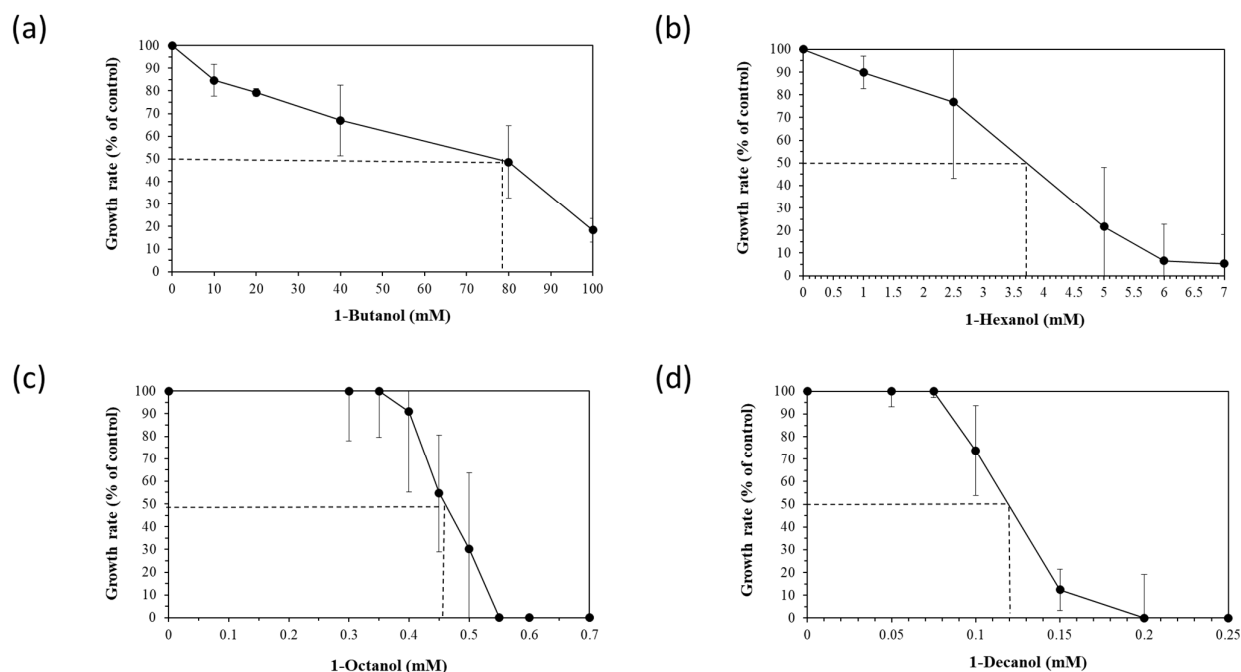 (a)
Growth rate (% of control)
100
90
80
70
60
50
40
30
20
10
0
0 10 20 30 40 50 60 70 80 90 100
1-Butanol (mM)
(b)
Growth rate (% of control)
100
90
80
70
60
50
40
30
20
10
0
0 0.5 1 1.5 2 2.5 3 3.5 4 4.5 5 5.5 6 6.5 7
1-Hexanol (mM)
(c)
Growth rate (% of control)
100
90
80
70
60
50
40
30
20
10
0
0 0.1 0.2 0.3 0.4 0.5 0.6 0.7
1-Octanol (mM)
(d)
Growth rate (% of control)
100
90
80
70
60
50
40
30
20
10
0
0 0.05 0.1 0.15 0.2 0.25
1-Decanol (mM)